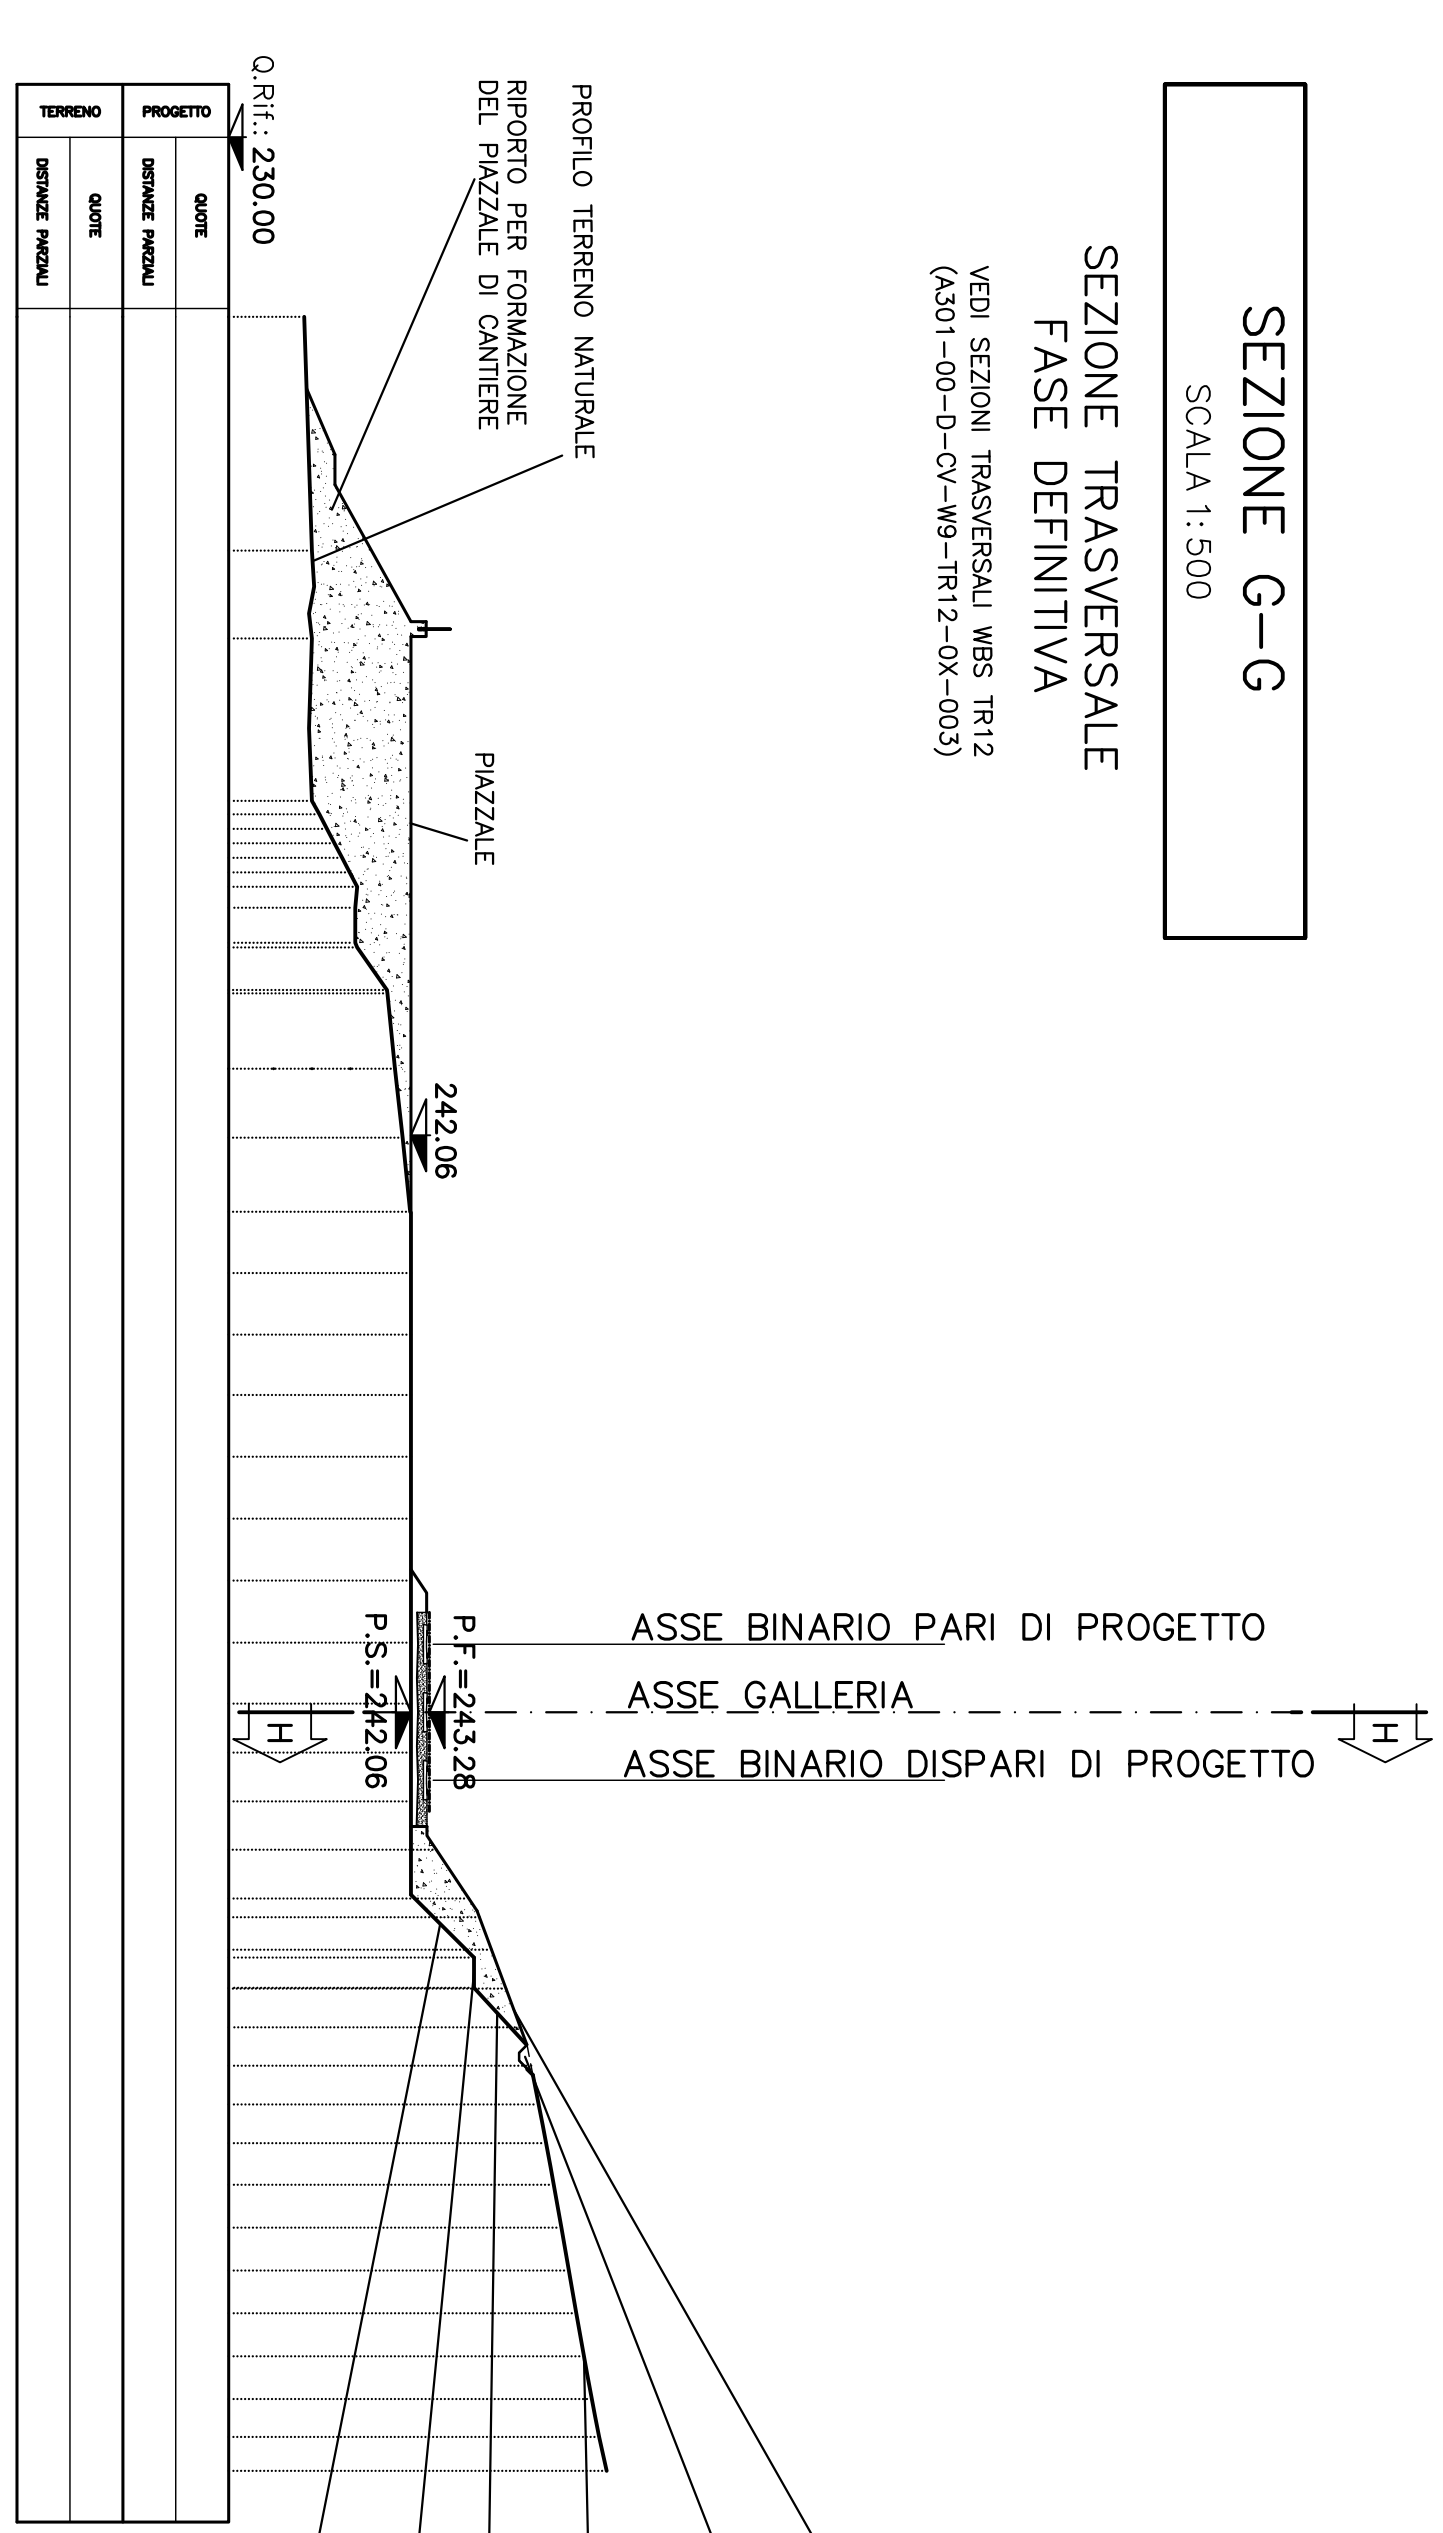 SEZIONE G-G
SCALA 1:500
SEZIONE TRASVERSALE
FASE DEFINITIVA
VEDI SEZIONI TRASVERSALI WBS TR12
(A301-00-D-CV-W9-TR12-0X-003)
PROFILO TERRENO NATURALE
RIPORTO PER FORMAZIONE
DEL PIAZZALE DI CANTIERE
PIAZZALE
242.06
ASSE BINARIO PARI DI PROGETTO
ASSE GALLERIA
ASSE BINARIO DISPARI DI PROGETTO
H
H
P.F.=243.28
P.S.=242.06
Q.Rif.: 230.00
PROGETTO
QUOTE
DISTANZE PARZIALI
TERRENO
QUOTE
DISTANZE PARZIALI